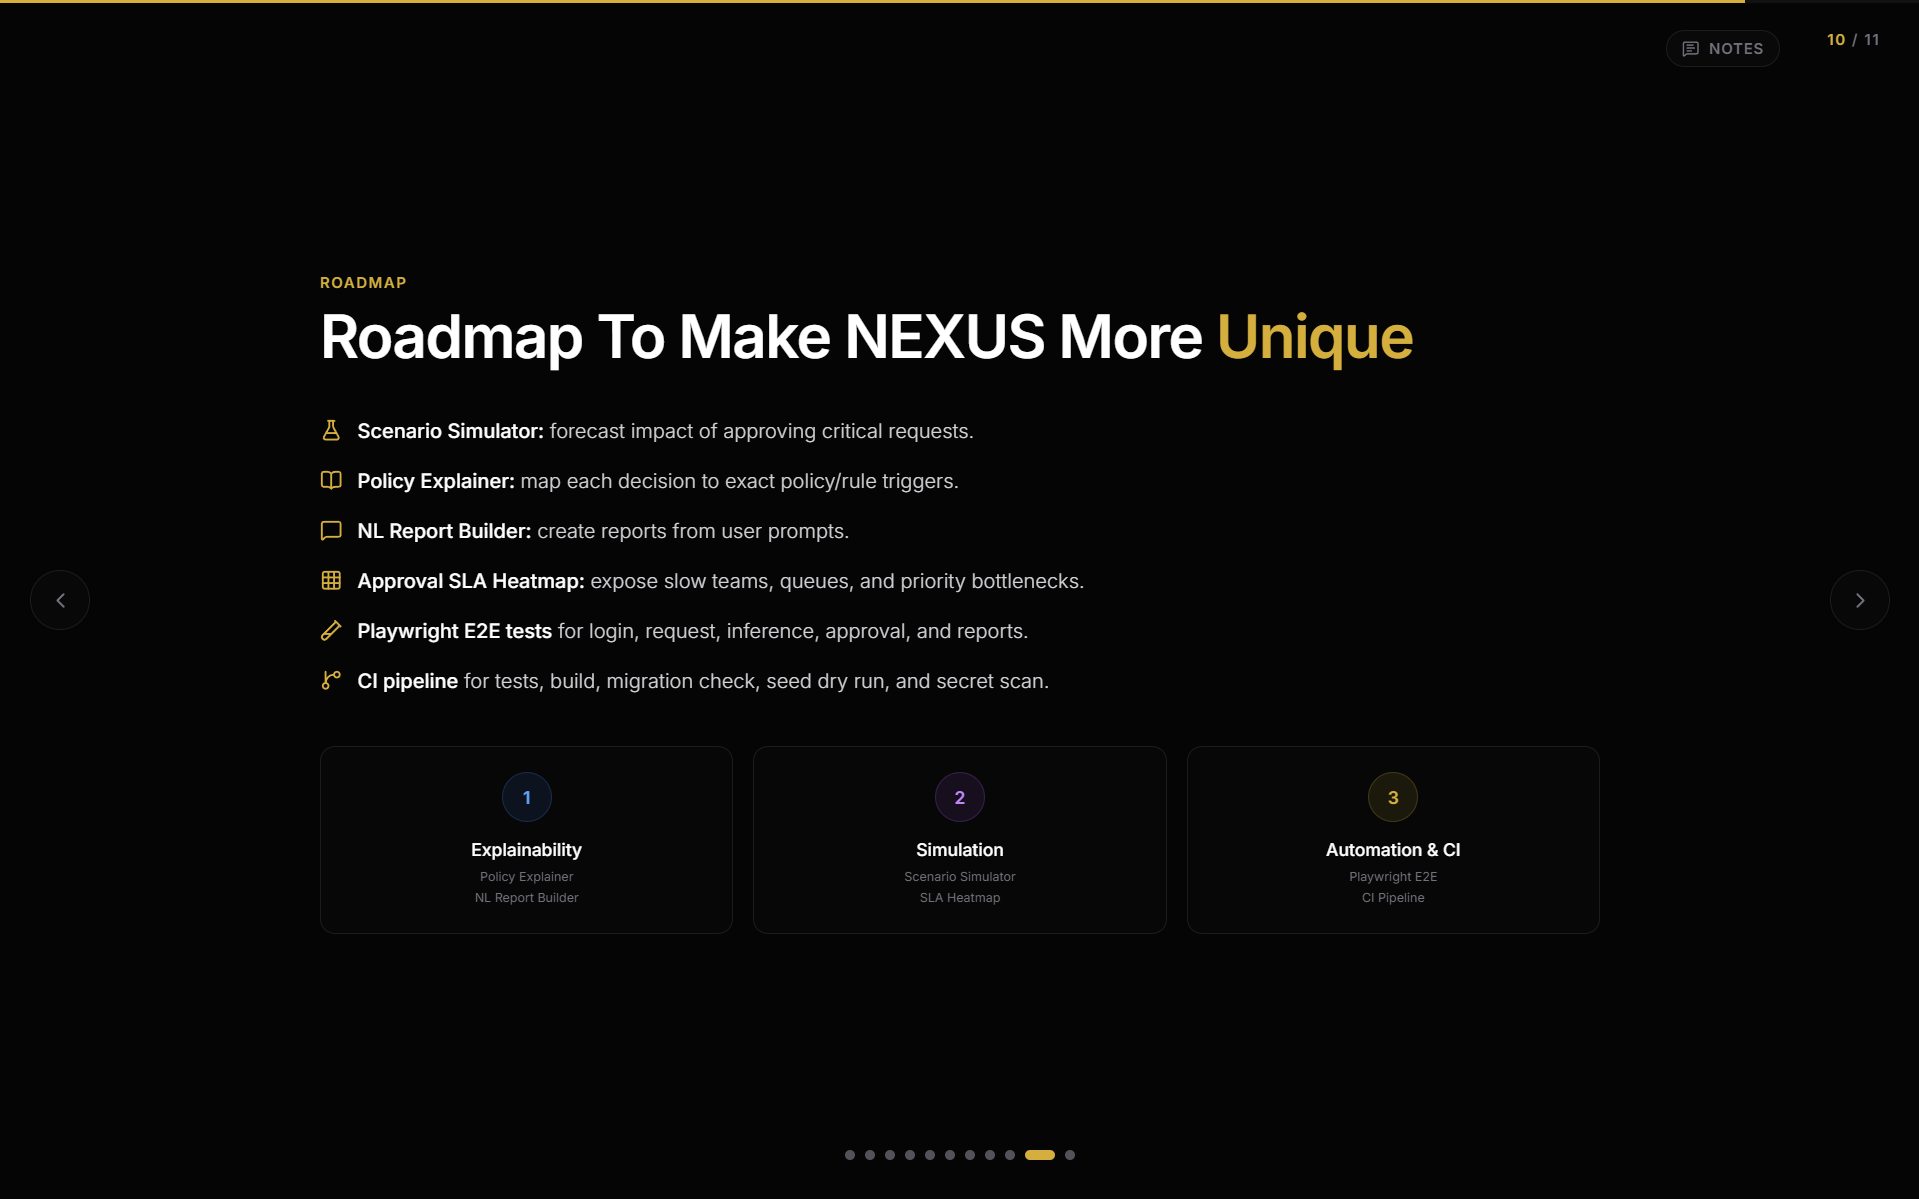 NOTES
10 / 11
ROADMAP
Roadmap To Make NEXUS More Unique
Scenario Simulator: forecast impact of approving critical requests.
Policy Explainer: map each decision to exact policy/rule triggers.
NL Report Builder: create reports from user prompts.
Approval SLA Heatmap: expose slow teams, queues, and priority bottlenecks.
Playwright E2E tests for login, request, inference, approval, and reports.
CI pipeline for tests, build, migration check, seed dry run, and secret scan.
1
Explainability
Policy Explainer
NL Report Builder
2
Simulation
Scenario Simulator
SLA Heatmap
3
Automation & CI
Playwright E2E
CI Pipeline